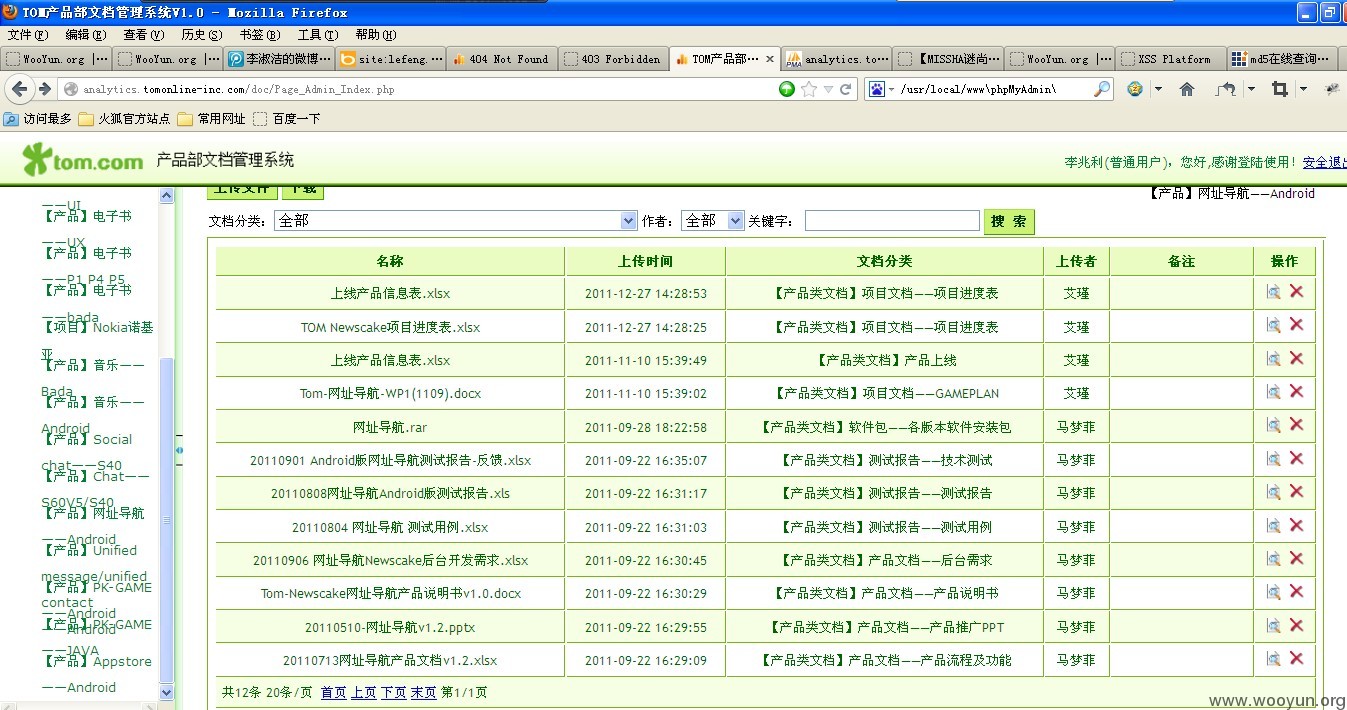 TOM产品部文档管理系统V1.0 - Mozilla Firefox
文件(F) 编辑(E) 查看(V) 历史(S) 书签(B) 工具(T) 帮助(H)
WooYun.org |··· WooYun.org |··· 李淑洁的微博··· site:lefeng.··· 404 Not Found 403 Forbidden TOM产品部··· analytics.to··· 【MISSHA谜尚··· WooYun.org |··· XSS Platform md5在线查询···
analytics.tomonline-inc.com/doc/Page_Admin_Index.php /usr/local/www\phpMyAdmin\
访问最多 火狐官方站点 常用网址 百度一下
tom.com 产品部文档管理系统
李兆利(普通用户)，您好,感谢登陆使用！ 安全退出
上传文件 下载
【产品】网址导航——Android
文档分类： 全部 作者： 全部 关键字： 搜 索
——UI
【产品】电子书
——UX
【产品】电子书
——P1 P4 P5
【产品】电子书
——bada
【项目】Nokia诺基
亚
【产品】音乐——
Bada
【产品】音乐——
Android
【产品】Social
chat——S40
【产品】Chat——
S60V5/S40
【产品】网址导航
——Android
【产品】Unified
message/unified
contact
【产品】PK-GAME
——Android
——Android
【产品】PK-GAME
——JAVA
【产品】Appstore
——Android
名称 上传时间 文档分类 上传者 备注 操作
上线产品信息表.xlsx 2011-12-27 14:28:53 【产品类文档】项目文档——项目进度表 艾瑾
TOM Newscake项目进度表.xlsx 2011-12-27 14:28:25 【产品类文档】项目文档——项目进度表 艾瑾
上线产品信息表.xlsx 2011-11-10 15:39:49 【产品类文档】产品上线 艾瑾
Tom-网址导航-WP1(1109).docx 2011-11-10 15:39:02 【产品类文档】项目文档——GAMEPLAN 艾瑾
网址导航.rar 2011-09-28 18:22:58 【产品类文档】软件包——各版本软件安装包 马梦菲
20110901 Android版网址导航测试报告-反馈.xlsx 2011-09-22 16:35:07 【产品类文档】测试报告——技术测试 马梦菲
20110808网址导航Android版测试报告.xls 2011-09-22 16:31:17 【产品类文档】测试报告——测试报告 马梦菲
20110804 网址导航 测试用例.xlsx 2011-09-22 16:31:03 【产品类文档】测试报告——测试用例 马梦菲
20110906 网址导航Newscake后台开发需求.xlsx 2011-09-22 16:30:45 【产品类文档】产品文档——后台需求 马梦菲
Tom-Newscake网址导航产品说明书v1.0.docx 2011-09-22 16:30:29 【产品类文档】产品文档——产品说明书 马梦菲
20110510-网址导航v1.2.pptx 2011-09-22 16:29:55 【产品类文档】产品文档——产品推广PPT 马梦菲
20110713网址导航产品文档v1.2.xlsx 2011-09-22 16:29:09 【产品类文档】产品文档——产品流程及功能 马梦菲
共12条 20条/页 首页 上页 下页 末页 第1/1页
www.wooyun.org